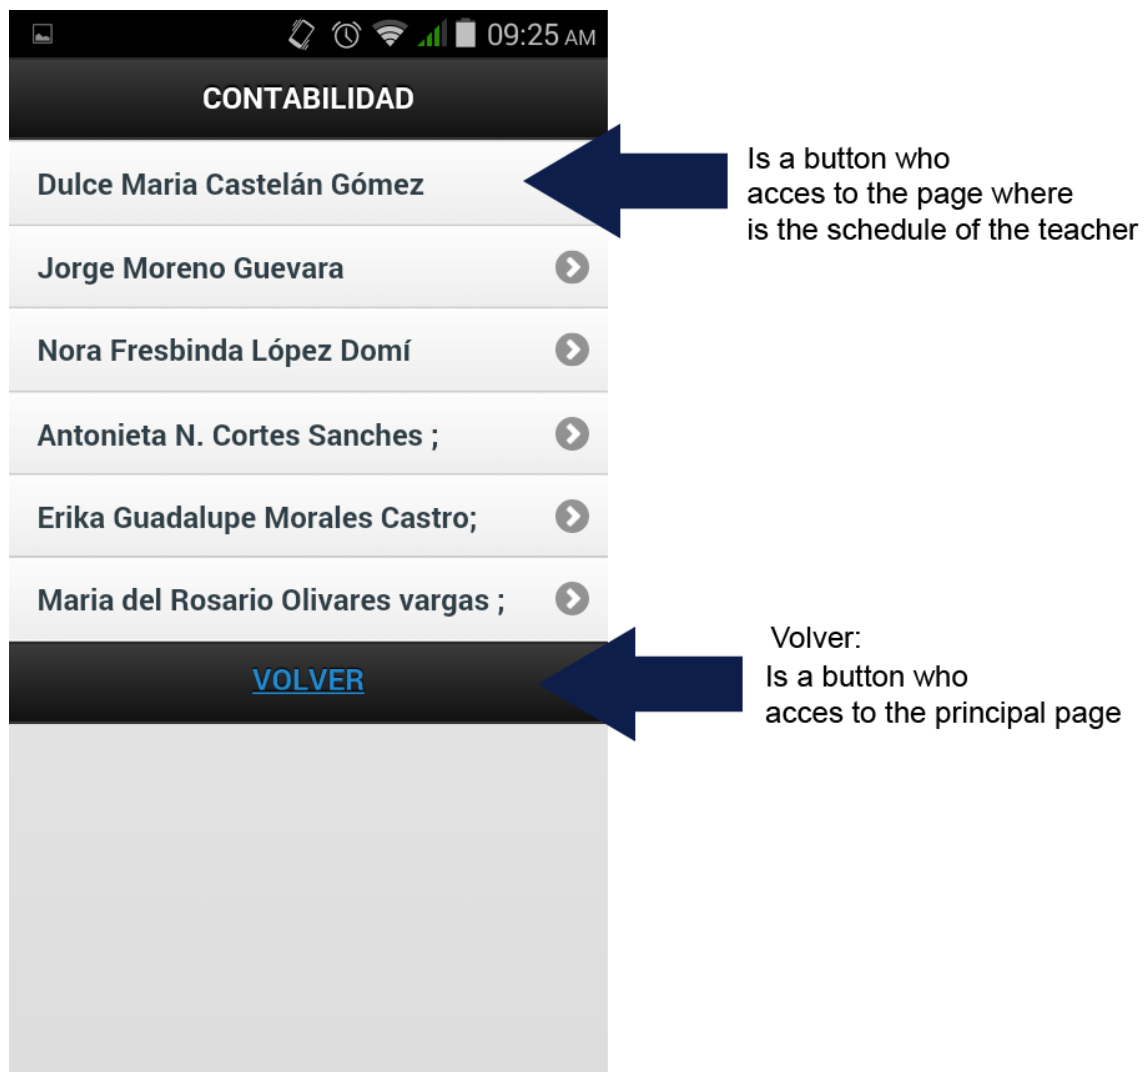 09:25 AM
CONTABILIDAD
Dulce Maria Castelán Gómez
Is a button who
acces to the page where
is the schedule of the teacher
Jorge Moreno Guevara
Nora Fresbinda López Domí
Antonieta N. Cortes Sanches ;
Erika Guadalupe Morales Castro;
Maria del Rosario Olivares vargas ;
VOLVER
Volver:
Is a button who
acces to the principal page